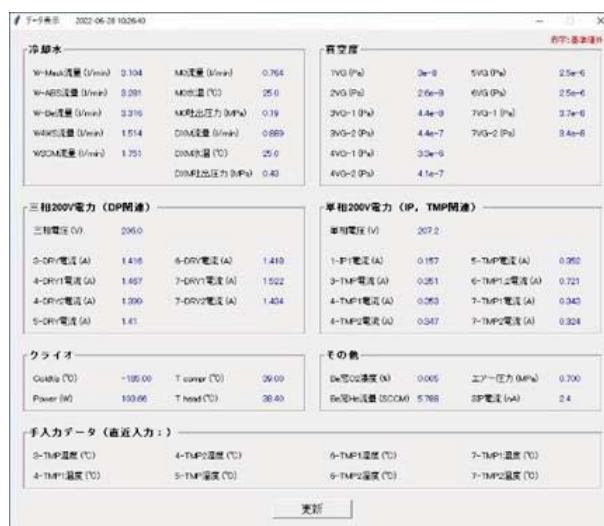 データ表示 2022-06-28 10:26:40
赤字:基準値外
冷却水
W-Mask流量 (l/min) 3.104 M0流量 (l/min) 0.764
W-ABS流量 (l/min) 3.281 M0水温 (℃) 25.0
W-Be流量 (l/min) 3.316 M0吐出圧力 (MPa) 0.19
W4WS流量 (l/min) 1.514 DXM流量 (l/min) 0.889
WSCM流量 (l/min) 1.751 DXM水温 (℃) 25.0
DXM吐出圧力 (MPa) 0.43
真空度
1VG (Pa) 3e-8 5VG (Pa) 2.5e-6
2VG (Pa) 2.6e-8 6VG (Pa) 2.5e-6
3VG-1 (Pa) 4.4e-8 7VG-1 (Pa) 3.7e-8
3VG-2 (Pa) 4.4e-7 7VG-2 (Pa) 3.4e-8
4VG-1 (Pa) 3.3e-6
4VG-2 (Pa) 4.1e-7
三相200V電力 (DP関連)
三相電圧 (V) 206.0
3-DRY電流 (A) 1.416 6-DRY電流 (A) 1.418
4-DRY1電流 (A) 1.467 7-DRY1電流 (A) 1.522
4-DRY2電流 (A) 1.399 7-DRY2電流 (A) 1.434
5-DRY電流 (A) 1.41
単相200V電力 (IP, TMP関連)
単相電圧 (V) 207.2
1-IP1電流 (A) 0.157 5-TMP電流 (A) 0.352
3-TMP電流 (A) 0.351 6-TMP1,2電流 (A) 0.721
4-TMP1電流 (A) 0.353 7-TMP1電流 (A) 0.343
4-TMP2電流 (A) 0.347 7-TMP2電流 (A) 0.324
クライオ
Coldtip (℃) -185.00 T compr (℃) 39.00
Power (W) 103.66 T head (℃) 38.40
その他
Be窓O2濃度 (%) 0.005 エアー圧力 (MPa) 0.700
Be窓He流量 (SCCM) 5.788 SIP電流 (nA) 2.4
手入力データ (直近入力: )
3-TMP温度 (℃) 4-TMP2温度 (℃) 6-TMP1温度 (℃) 7-TMP1温度 (℃)
4-TMP1温度 (℃) 5-TMP温度 (℃) 6-TMP2温度 (℃) 7-TMP2温度 (℃)
更新